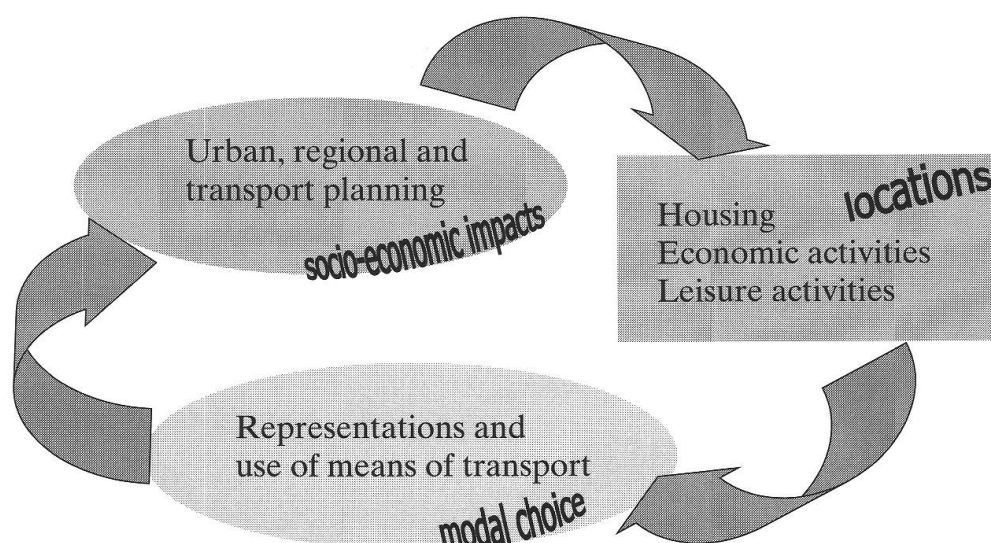 Urban, regional and
transport planning
socio-economic impacts
locations
Housing
Economic activities
Leisure activities
Representations and
use of means of transport
modal choice